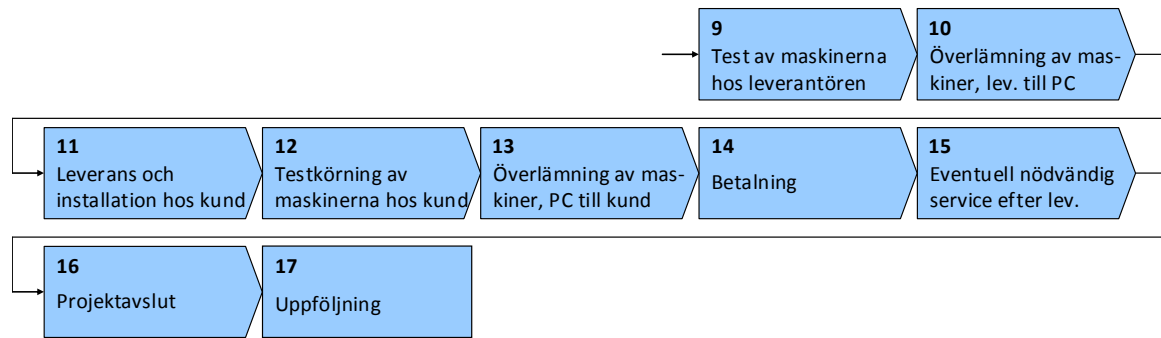 9
Test av maskinerna
hos leverantören
10
Överlämning av mas-
kiner, lev. till PC
11
Leverans och
installation hos kund
12
Testkörning av
maskinerna hos kund
13
Överlämning av mas-
kiner, PC till kund
14
Betalning
15
Eventuell nödvändig
service efter lev.
16
Projektavslut
17
Uppföljning